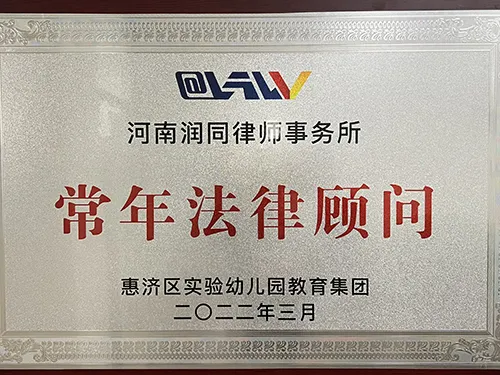 河南润同律师事务所
常年法律顾问
惠济区实验幼儿园教育集团
二〇二二年三月